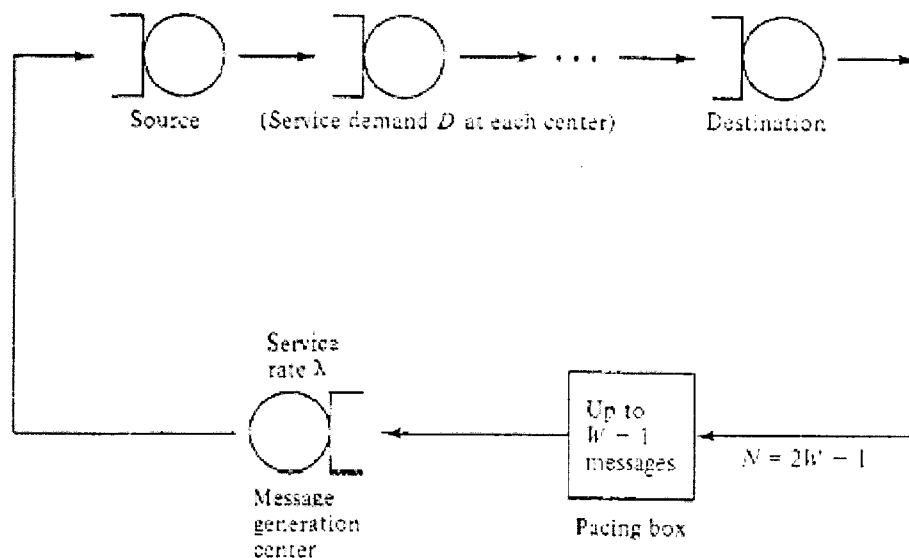 Source
(Service demand D at each center)
Destination
Service
rate λ
Message
generation
center
Up to
W - 1
messages
Pacing box
N = 2W - 1